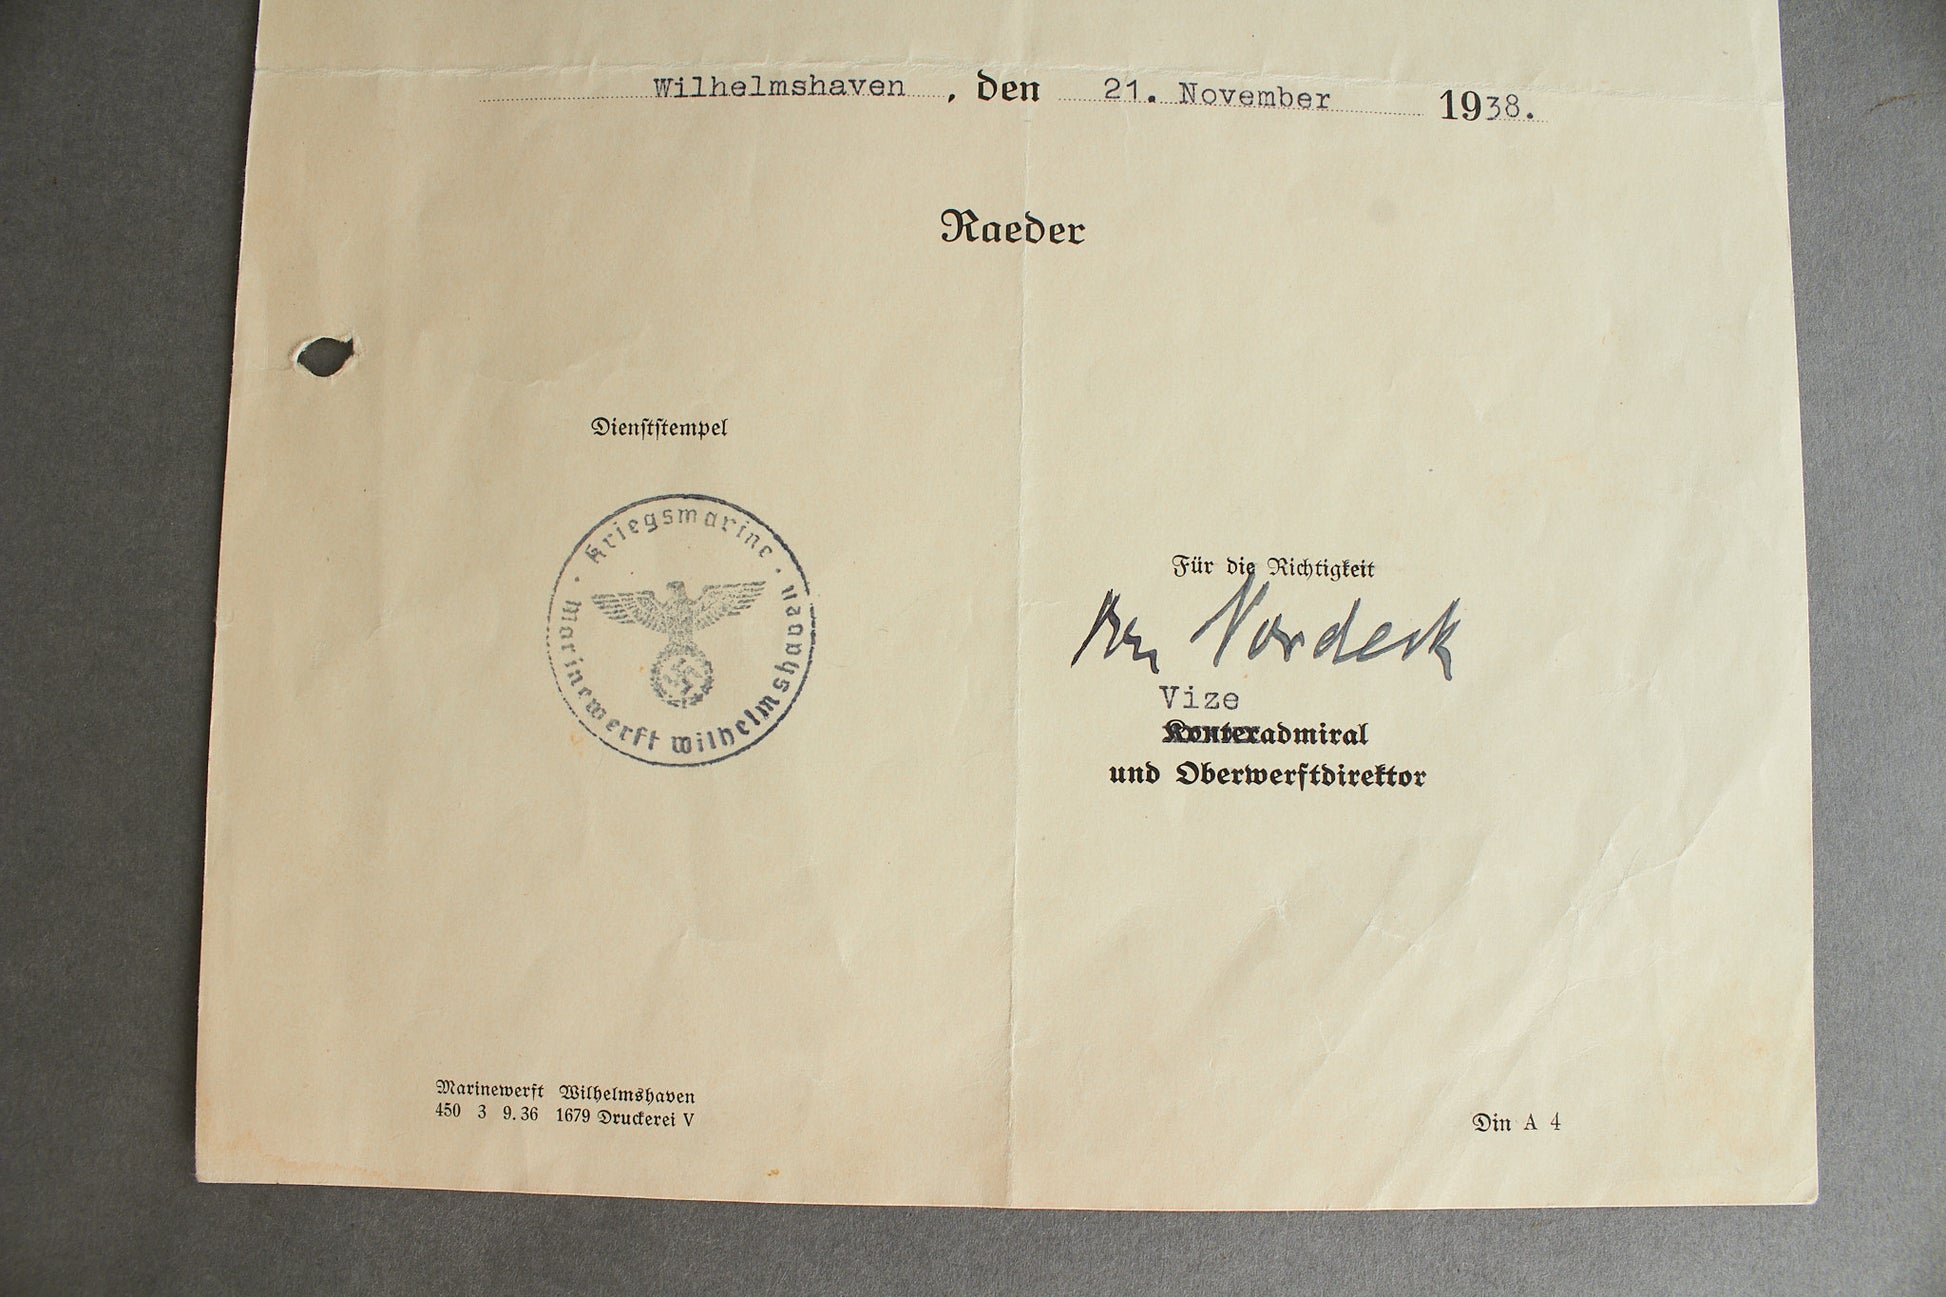 Wilhelmshaven , den 21. November 1938.
Raeder
Dienststempel
· Kriegsmarine ·
Marinewerft Wilhelmshaven
Für die Richtigkeit
von Nordeck
Vize
Konteradmiral
und Oberwerftdirektor
Marinewerft Wilhelmshaven
450 3 9.36 1679 Druckerei V
Din A 4